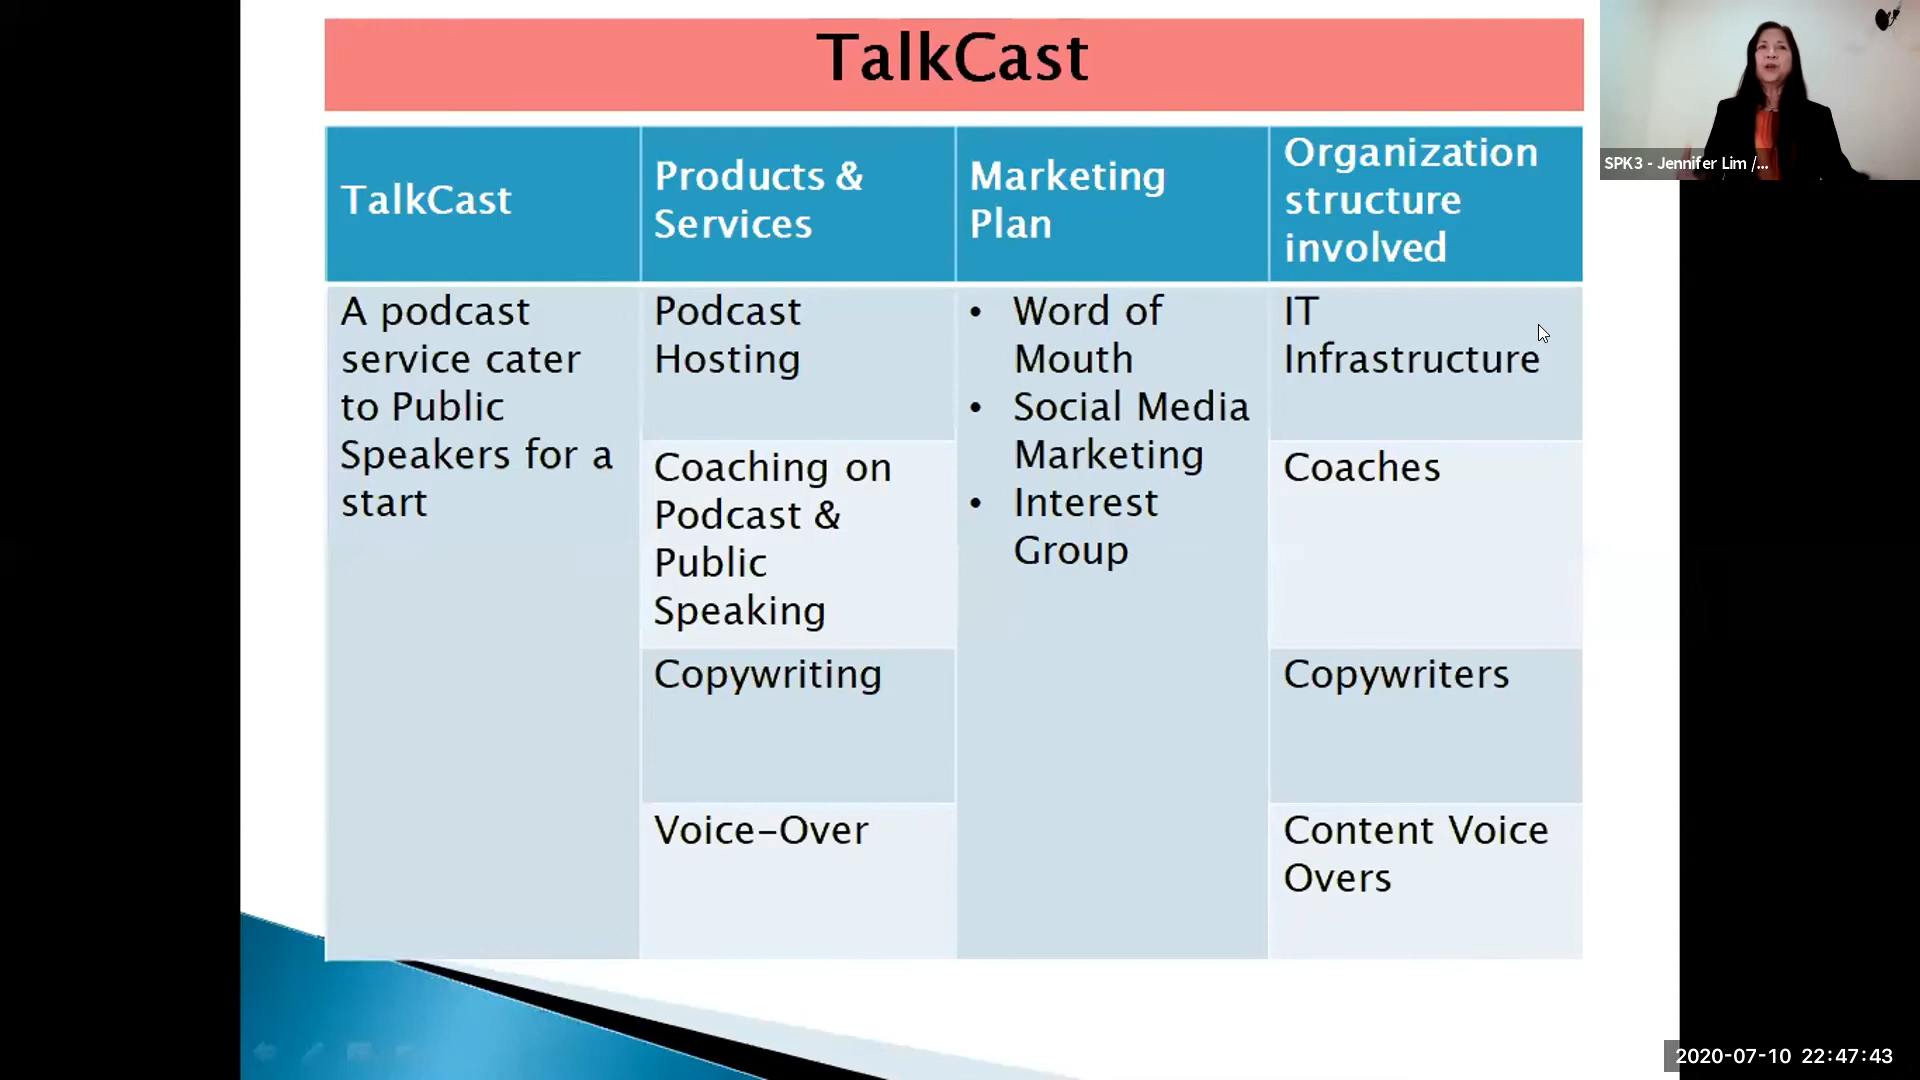 TalkCast
TalkCast
Products &
Services
Marketing
Plan
Organization
structure
involved
A podcast
service cater
to Public
Speakers for a
start
Podcast
Hosting
Coaching on
Podcast &
Public
Speaking
Copywriting
Voice-Over
• Word of
Mouth
• Social Media
Marketing
• Interest
Group
IT
Infrastructure
Coaches
Copywriters
Content Voice
Overs
SPK3 - Jennifer Lim /...
2020-07-10 22:47:43